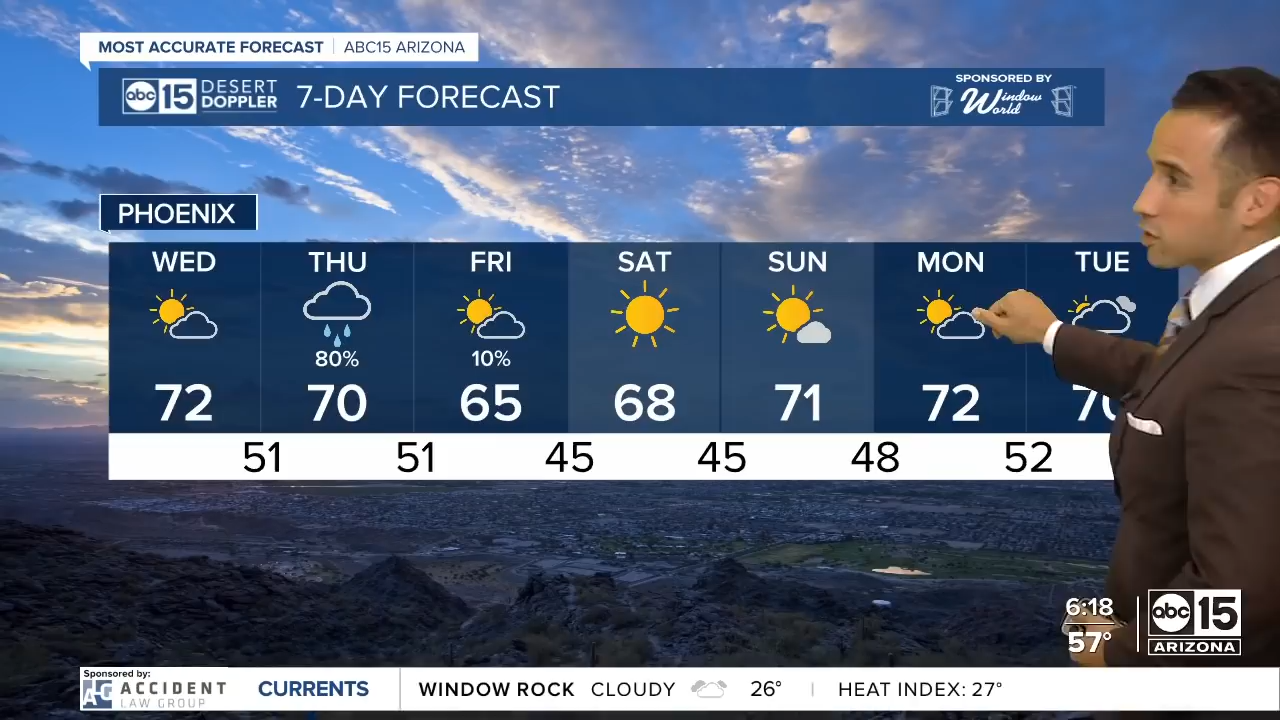 MOST ACCURATE FORECAST | ABC15 ARIZONA
abc 15 DESERT DOPPLER 7-DAY FORECAST
SPONSORED BY
Window World
PHOENIX
WED THU FRI SAT SUN MON TUE
80% 10%
72 70 65 68 71 72 70
51 51 45 45 48 52
6:18
57°
abc 15
ARIZONA
Sponsored by:
AG ACCIDENT
LAW GROUP
CURRENTS
WINDOW ROCK CLOUDY 26° | HEAT INDEX: 27°